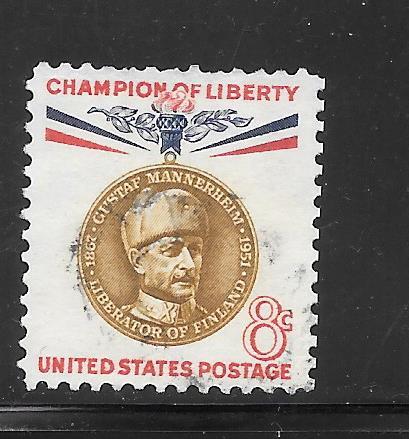 CHAMPION OF LIBERTY
1867 · GUSTAF MANNERHEIM · 1951
LIBERATOR OF FINLAND
8c
UNITED STATES POSTAGE